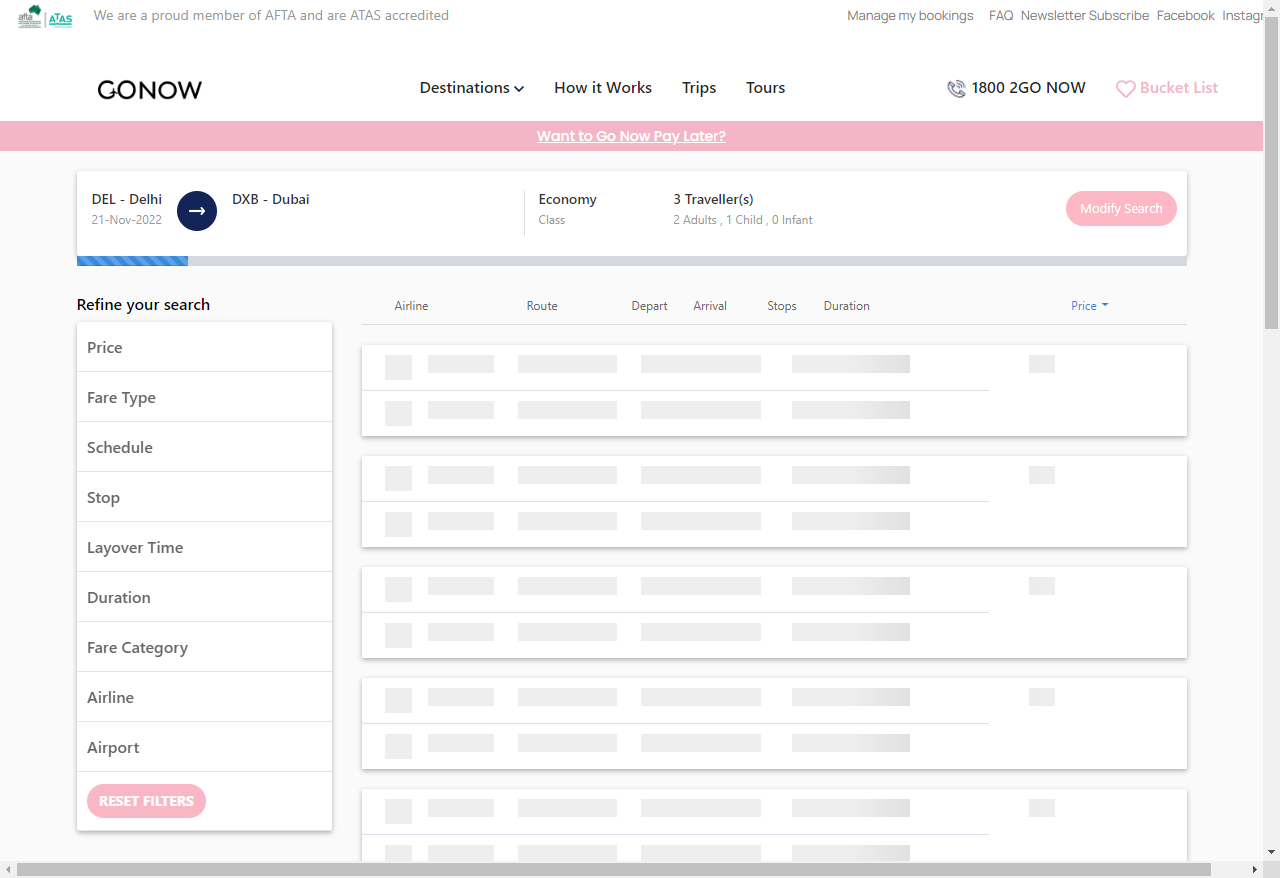 afta ATAS We are a proud member of AFTA and are ATAS accredited Manage my bookings FAQ Newsletter Subscribe Facebook Instagr
GONOW Destinations How it Works Trips Tours 1800 2GO NOW Bucket List
Want to Go Now Pay Later?
DEL - Delhi DXB - Dubai Economy 3 Traveller(s) Modify Search
21-Nov-2022 Class 2 Adults , 1 Child , 0 Infant
Refine your search Airline Route Depart Arrival Stops Duration Price
Price
Fare Type
Schedule
Stop
Layover Time
Duration
Fare Category
Airline
Airport
RESET FILTERS